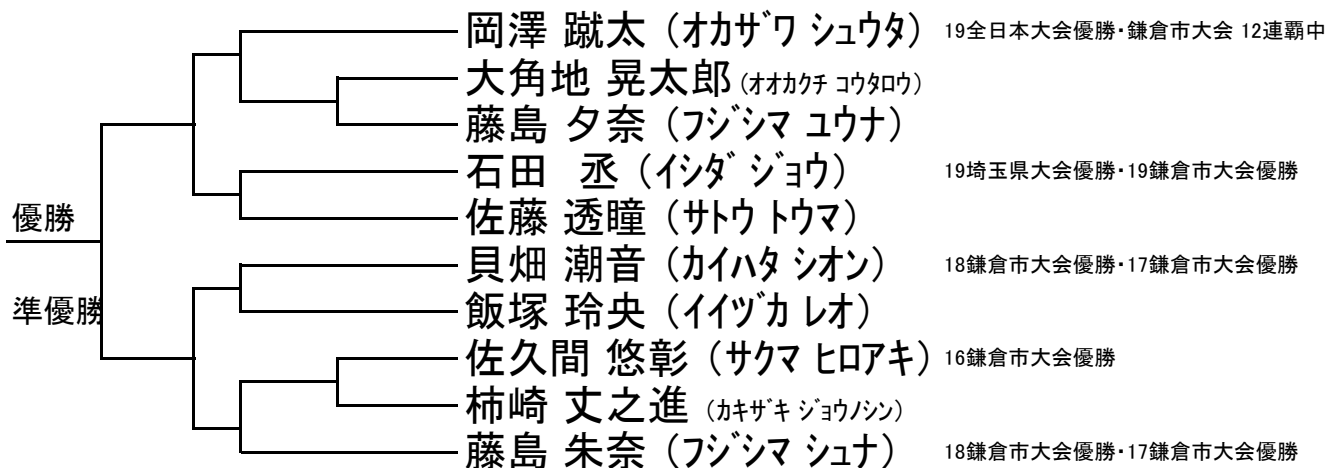 岡澤 蹴太（オカザワ シュウタ） 19全日本大会優勝・鎌倉市大会 12連覇中
大角地 晃太郎（オオカクチ コウタロウ）
藤島 夕奈（フジシマ ユウナ）
石田　丞（イシダ ジョウ） 19埼玉県大会優勝・19鎌倉市大会優勝
佐藤 透瞳（サトウ トウマ）
優勝
貝畑 潮音（カイハタ シオン） 18鎌倉市大会優勝・17鎌倉市大会優勝
飯塚 玲央（イイヅカ レオ）
準優勝
佐久間 悠彰（サクマ ヒロアキ） 16鎌倉市大会優勝
柿崎 丈之進（カキザキ ジョウノシン）
藤島 朱奈（フジシマ シュナ） 18鎌倉市大会優勝・17鎌倉市大会優勝